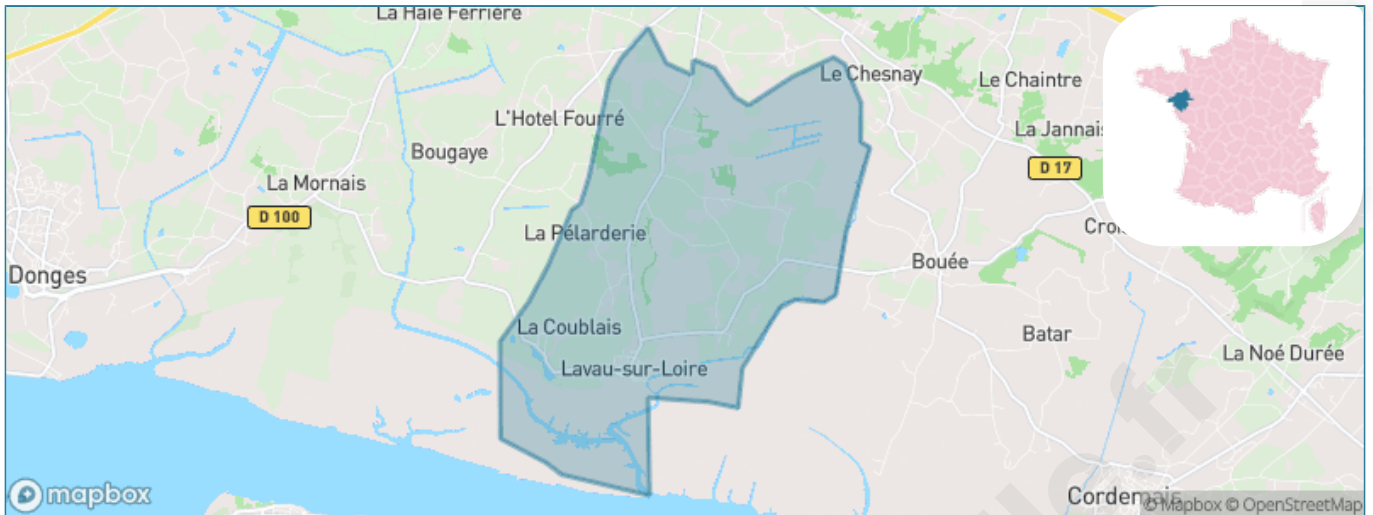 La Haie Ferrière
Le Chesnay
Le Chaintre
L'Hotel Fourré
La Jannais
Bougaye
D 17
La Mornais
D 100
La Pélarderie
Donges
Bouée
La Coublais
Batar
Lavau-sur-Loire
La Noé Durée
mapbox
Cordemais
© Mapbox © OpenStreetMap